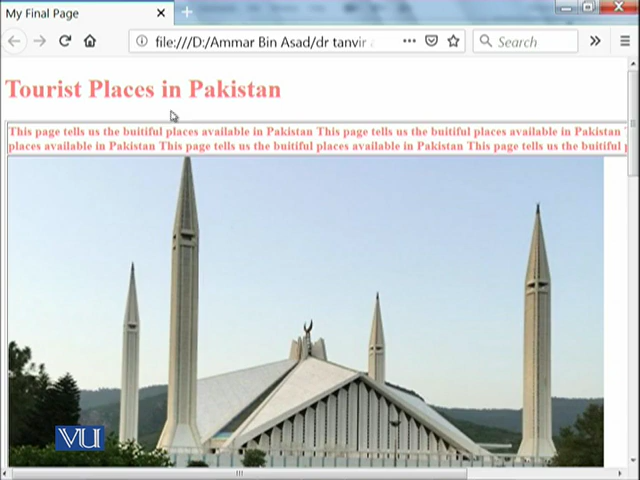 My Final Page
file:///D:/Ammar Bin Asad/dr tanvir
Search
Tourist Places in Pakistan
This page tells us the buitiful places available in Pakistan This page tells us the buitiful places available in Pakistan
places available in Pakistan This page tells us the buitiful places available in Pakistan This page tells us the buitiful
VU